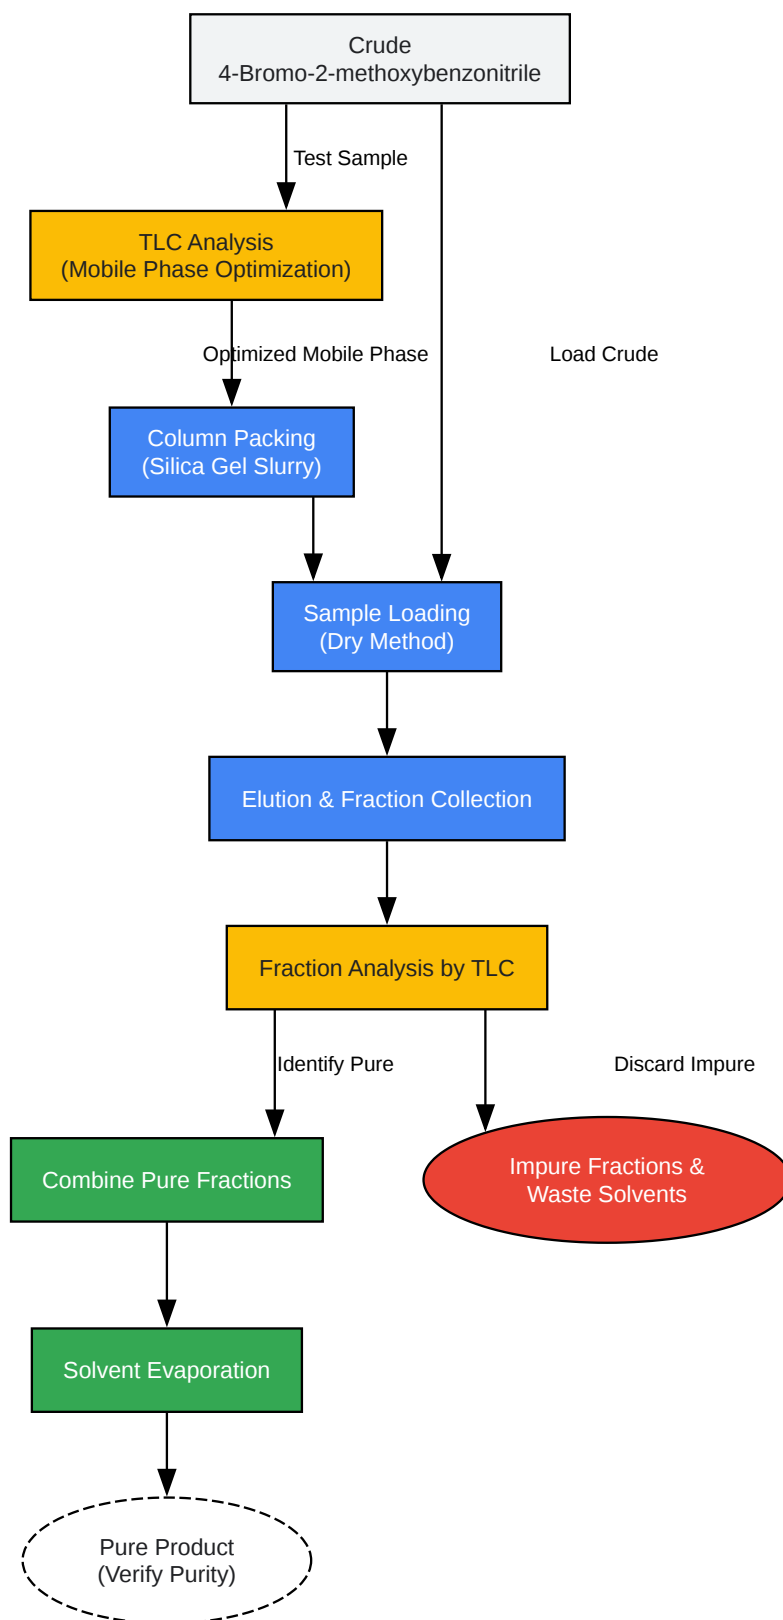 Crude
4-Bromo-2-methoxybenzonitrile
Test Sample
TLC Analysis
(Mobile Phase Optimization)
Optimized Mobile Phase
Load Crude
Column Packing
(Silica Gel Slurry)
Sample Loading
(Dry Method)
Elution & Fraction Collection
Fraction Analysis by TLC
Identify Pure
Discard Impure
Combine Pure Fractions
Impure Fractions &
Waste Solvents
Solvent Evaporation
Pure Product
(Verify Purity)